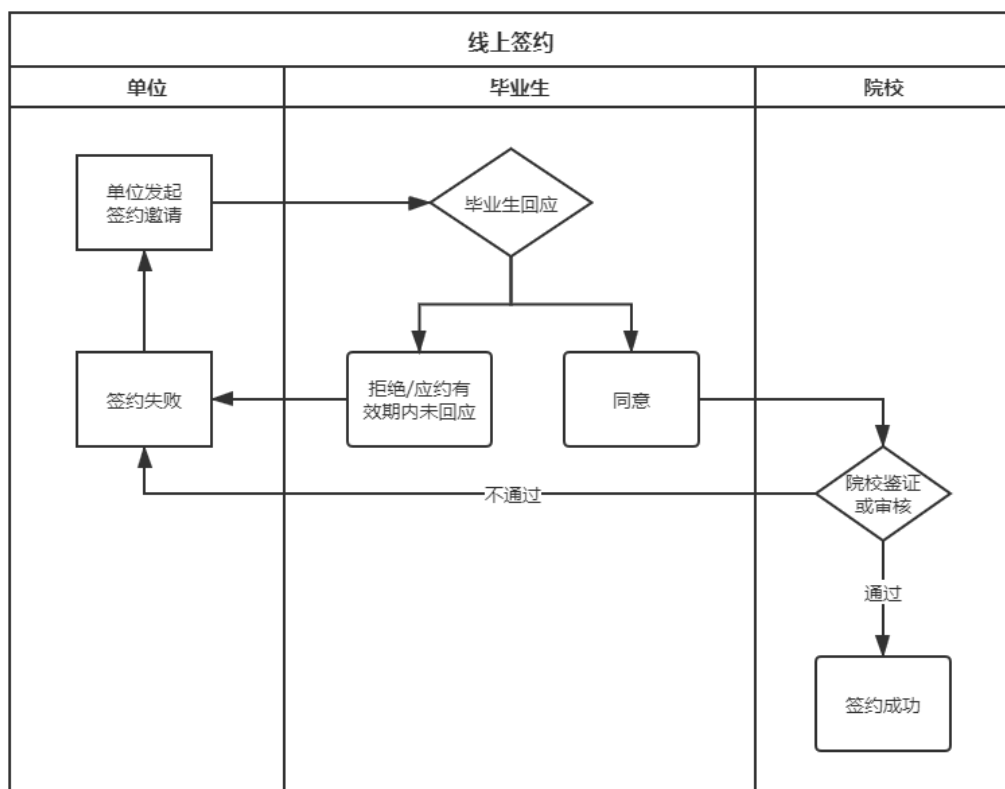 线上签约
单位
毕业生
院校
单位发起
签约邀请
毕业生回应
签约失败
拒绝/应约有
效期内未回应
同意
院校鉴证
或审核
不通过
通过
签约成功